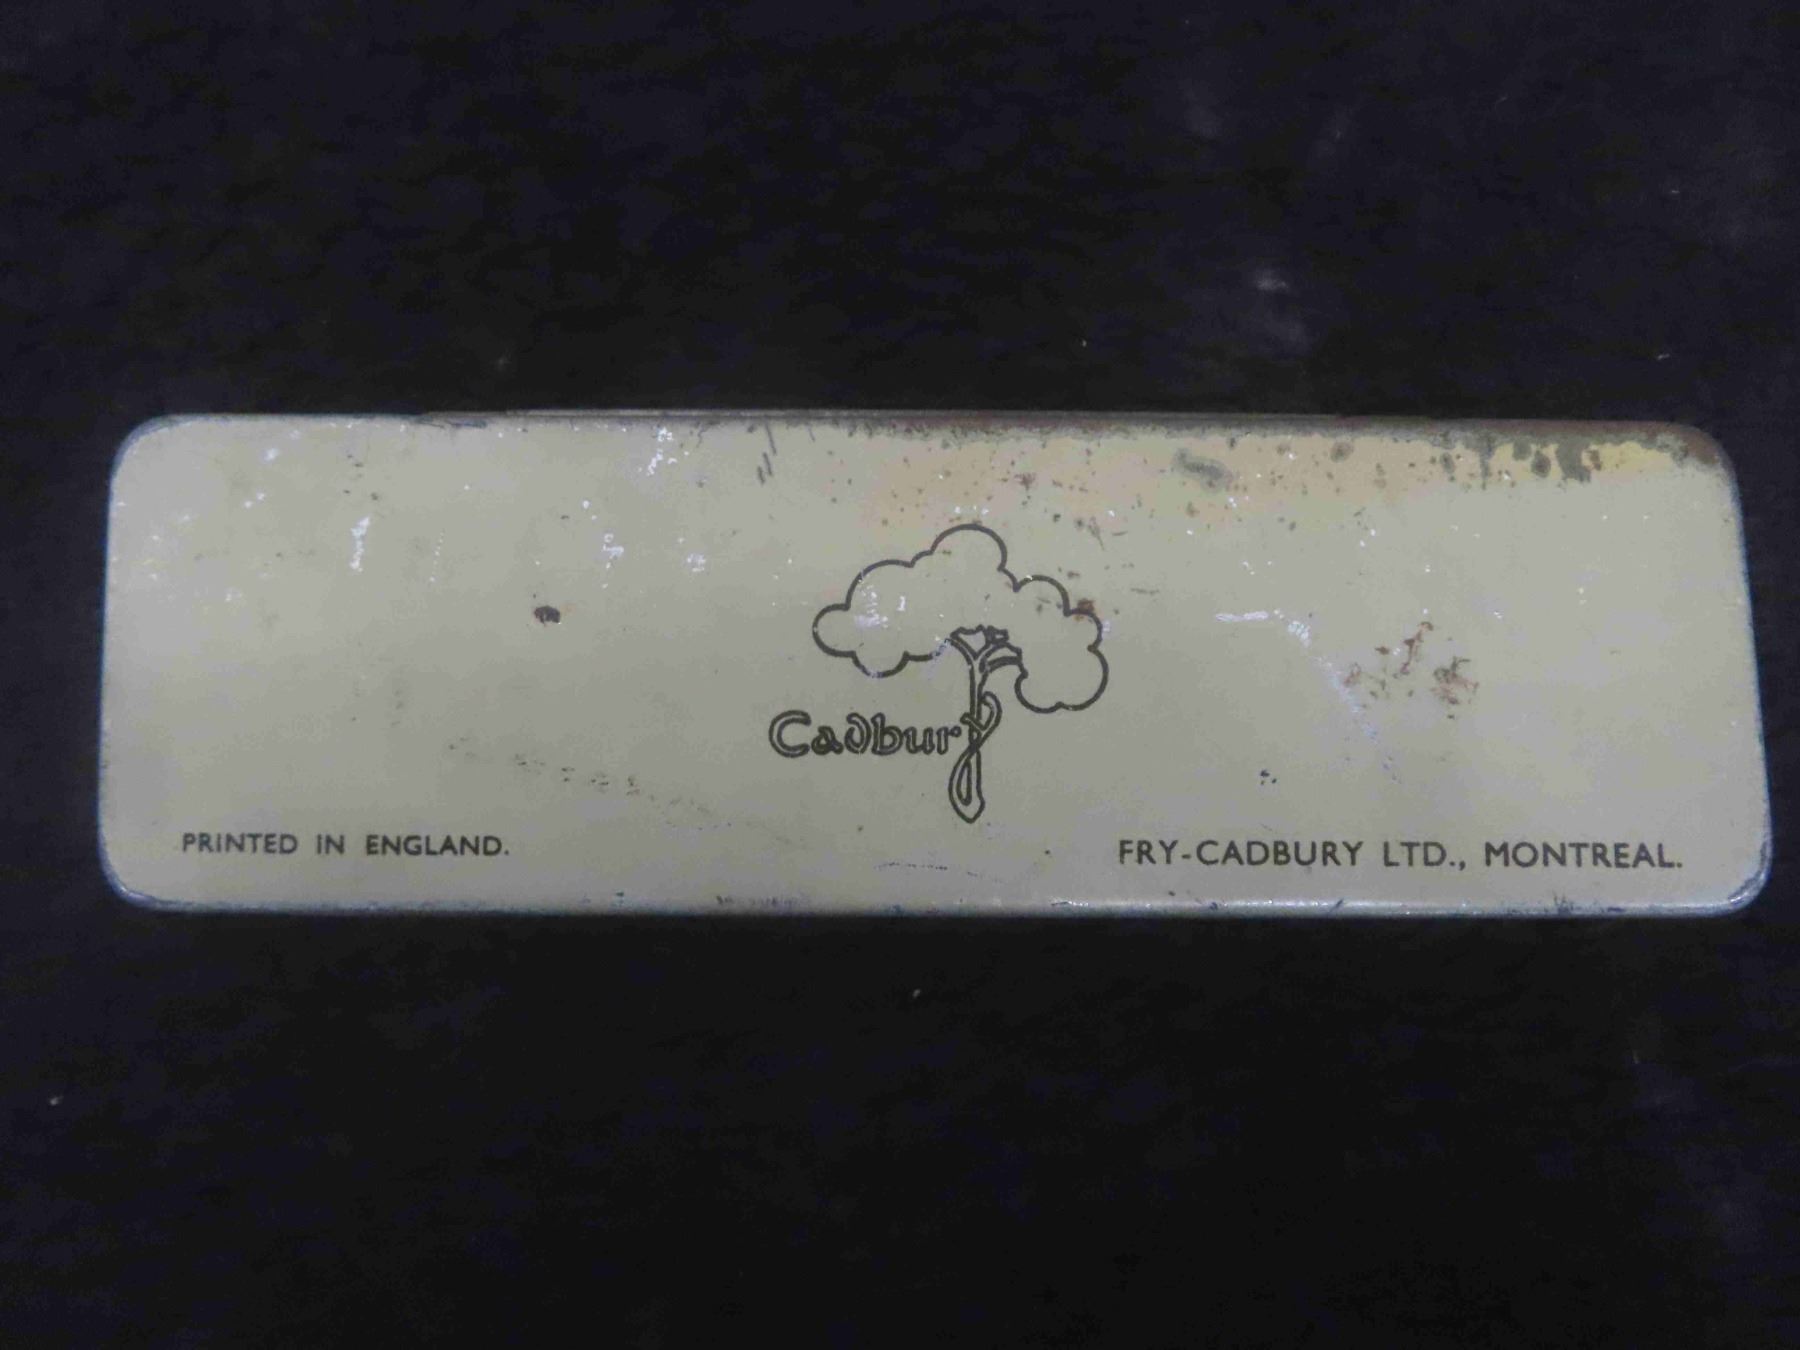 Cadbury
PRINTED IN ENGLAND.
FRY-CADBURY LTD., MONTREAL.